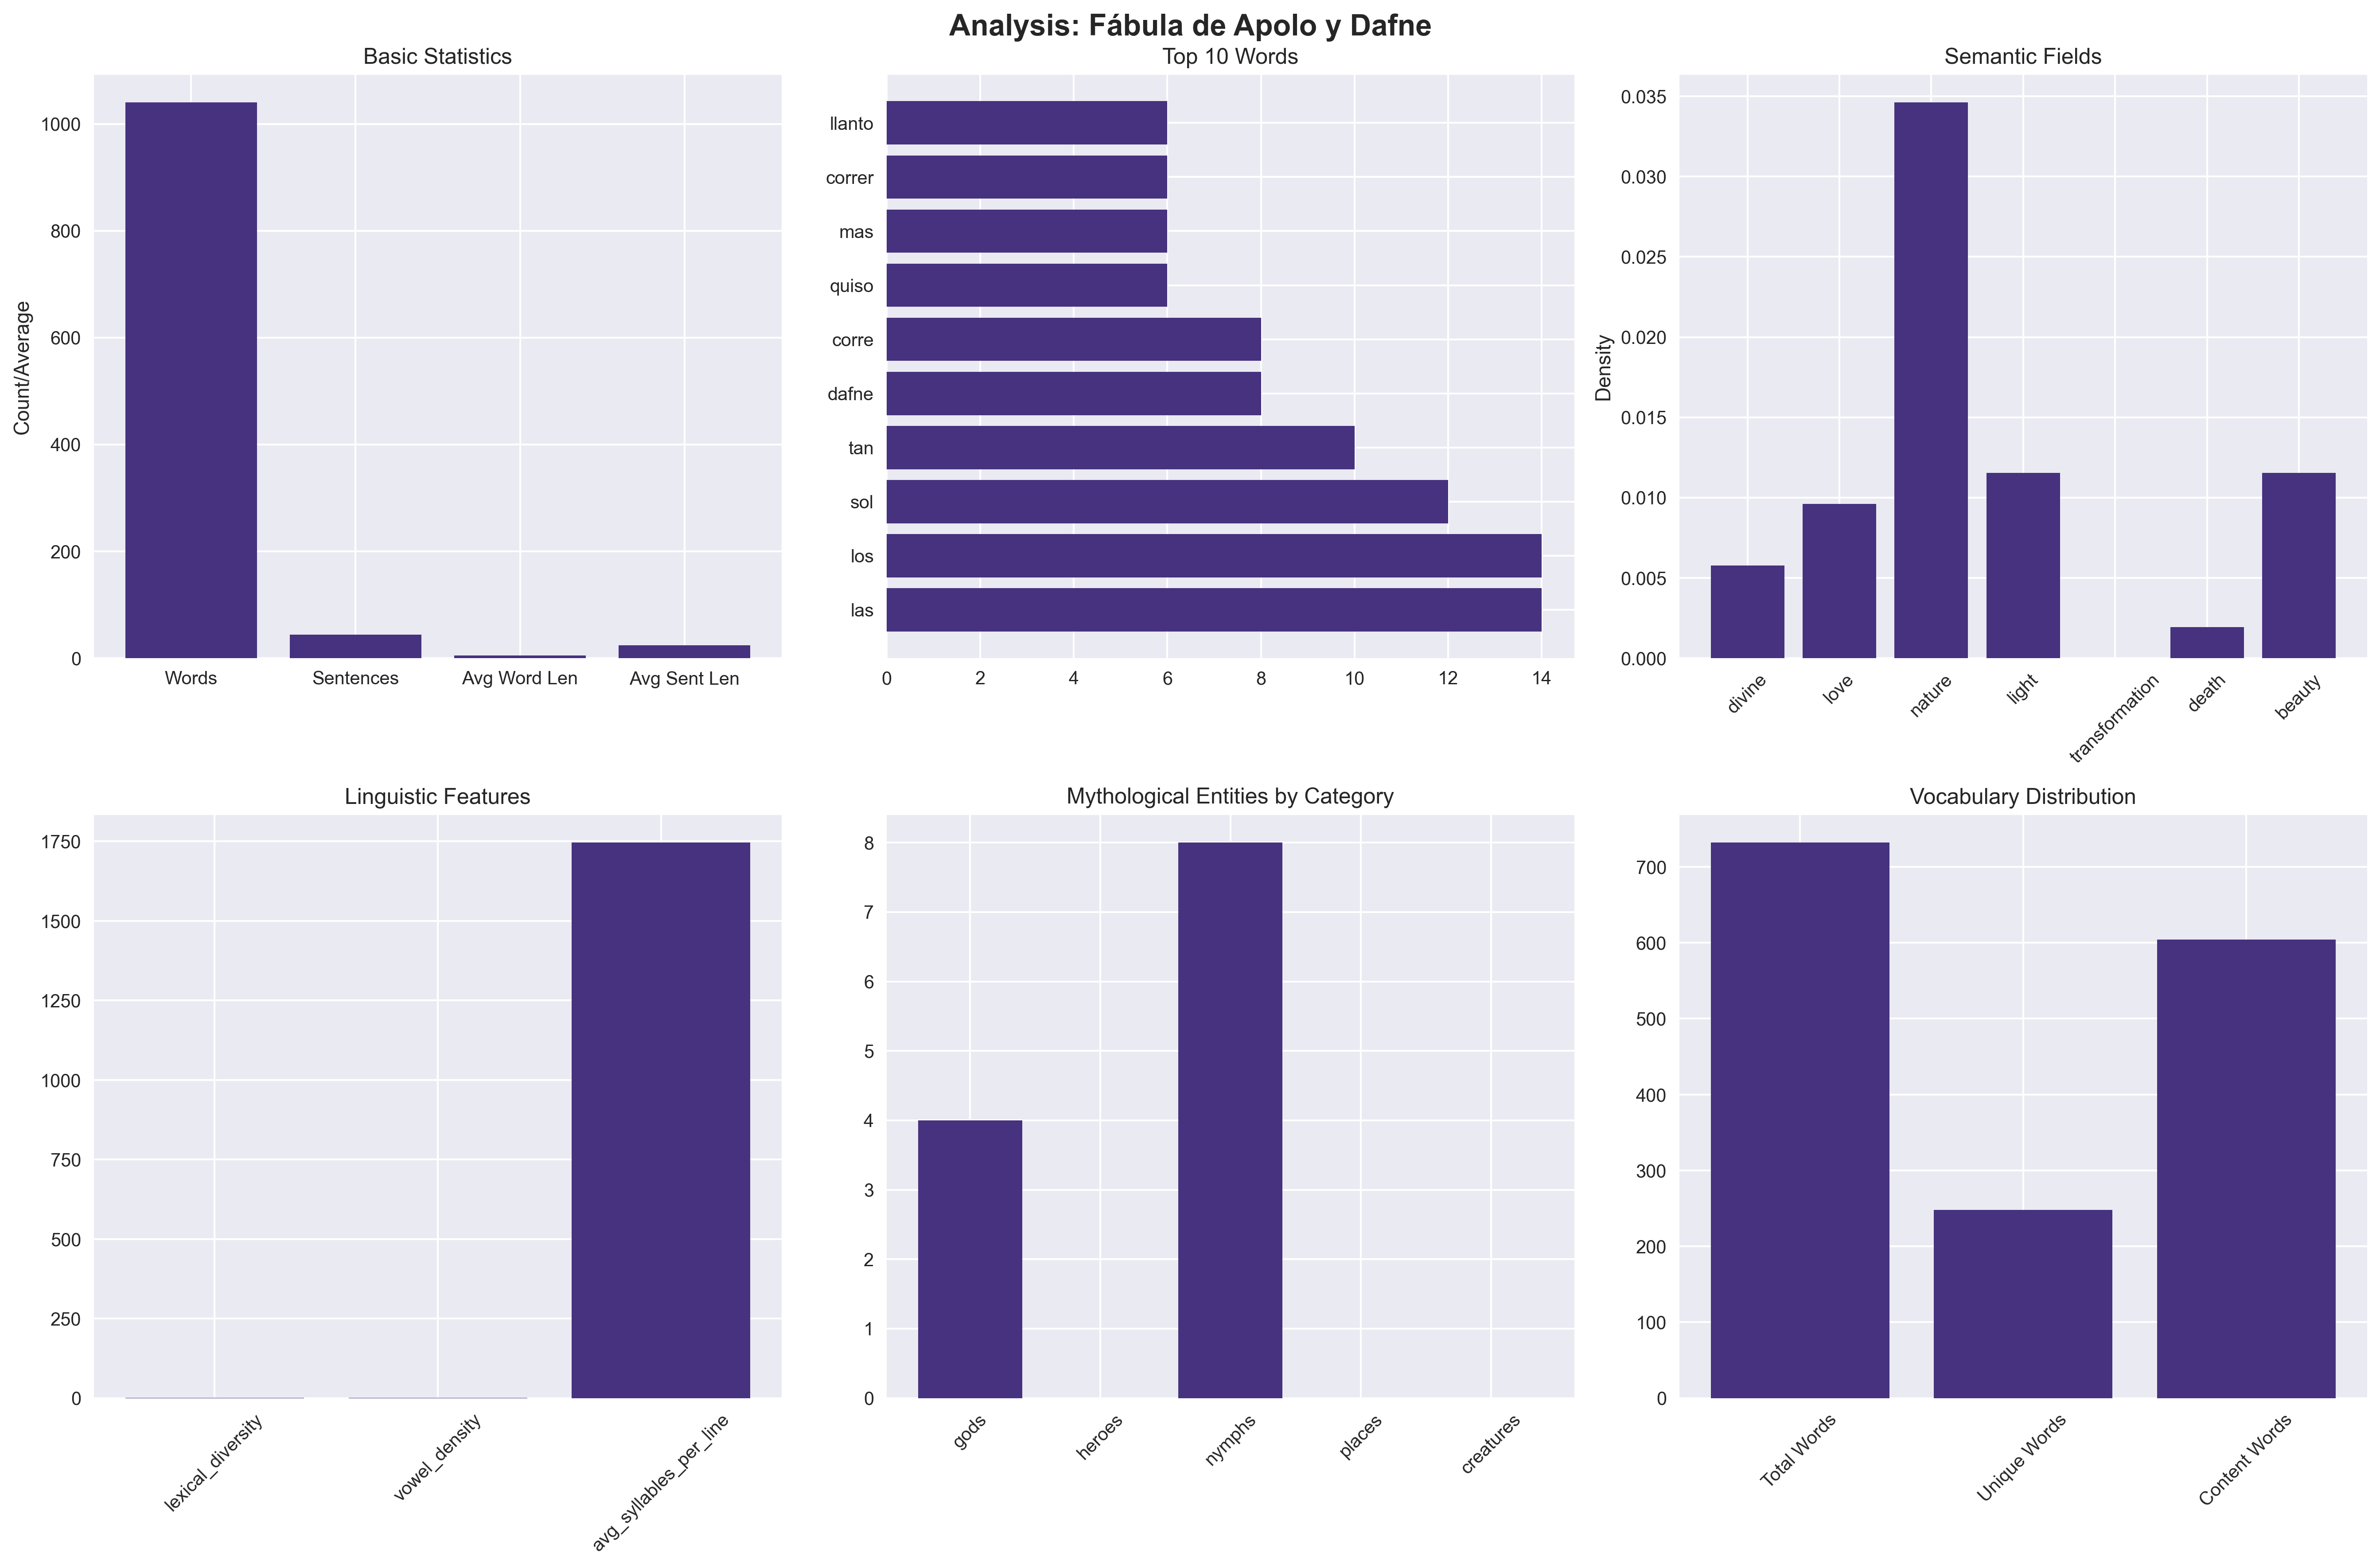 Analysis: Fábula de Apolo y Dafne
Basic Statistics
Count/Average
1000
800
600
400
200
0
Words Sentences Avg Word Len Avg Sent Len
Top 10 Words
llanto
correr
mas
quiso
corre
dafne
tan
sol
los
las
0 2 4 6 8 10 12 14
Semantic Fields
Density
0.035
0.030
0.025
0.020
0.015
0.010
0.005
0.000
divine love nature light transformation death beauty
Linguistic Features
1750
1500
1250
1000
750
500
250
0
lexical_diversity vowel_density avg_syllables_per_line
Mythological Entities by Category
8
7
6
5
4
3
2
1
0
gods heroes nymphs places creatures
Vocabulary Distribution
700
600
500
400
300
200
100
0
Total Words Unique Words Content Words